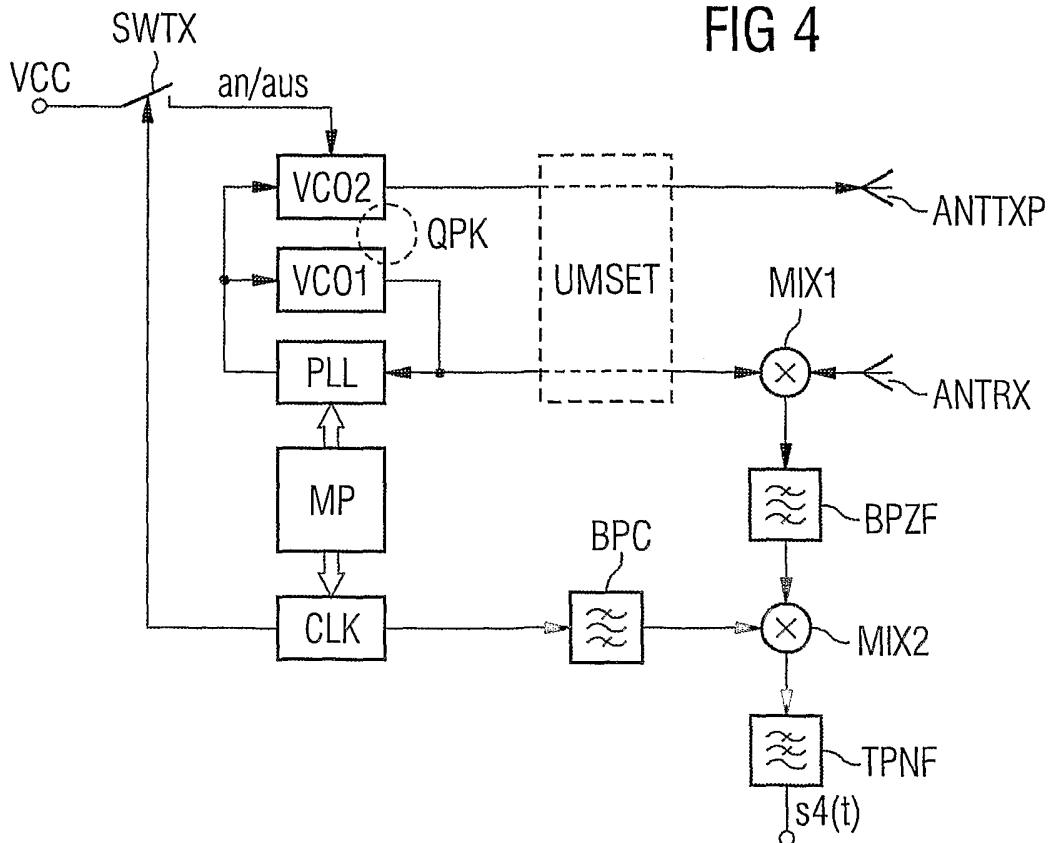 FIG 4
SWTX
VCC
an/aus
VCO2
QPK
ANTTXP
VCO1
UMSET
MIX1
PLL
ANTRX
MP
BPZF
BPC
CLK
MIX2
TPNF
s4(t)